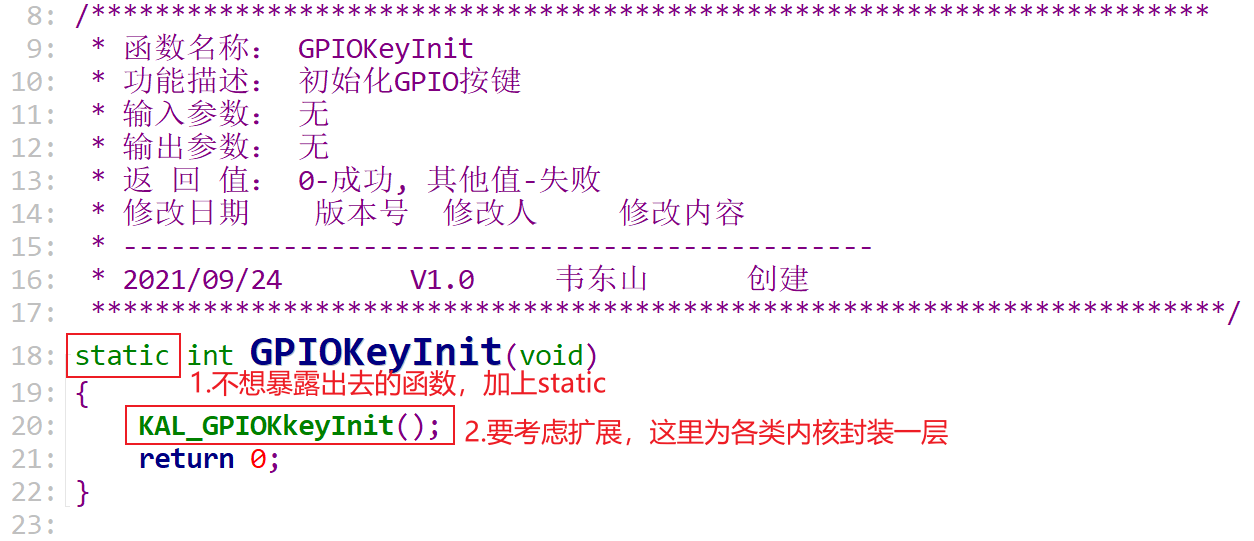 8: /**********************************************************************
9: * 函数名称： GPIOKeyInit
10: * 功能描述： 初始化GPIO按键
11: * 输入参数： 无
12: * 输出参数： 无
13: * 返 回 值： 0-成功, 其他值-失败
14: * 修改日期 版本号 修改人 修改内容
15: * -----------------------------------------------
16: * 2021/09/24 V1.0 韦东山 创建
17: ***********************************************************************/
18: static int GPIOKeyInit(void)
1.不想暴露出去的函数，加上static
19: {
20: KAL_GPIOKkeyInit(); 2.要考虑扩展，这里为各类内核封装一层
21: return 0;
22: }
23: